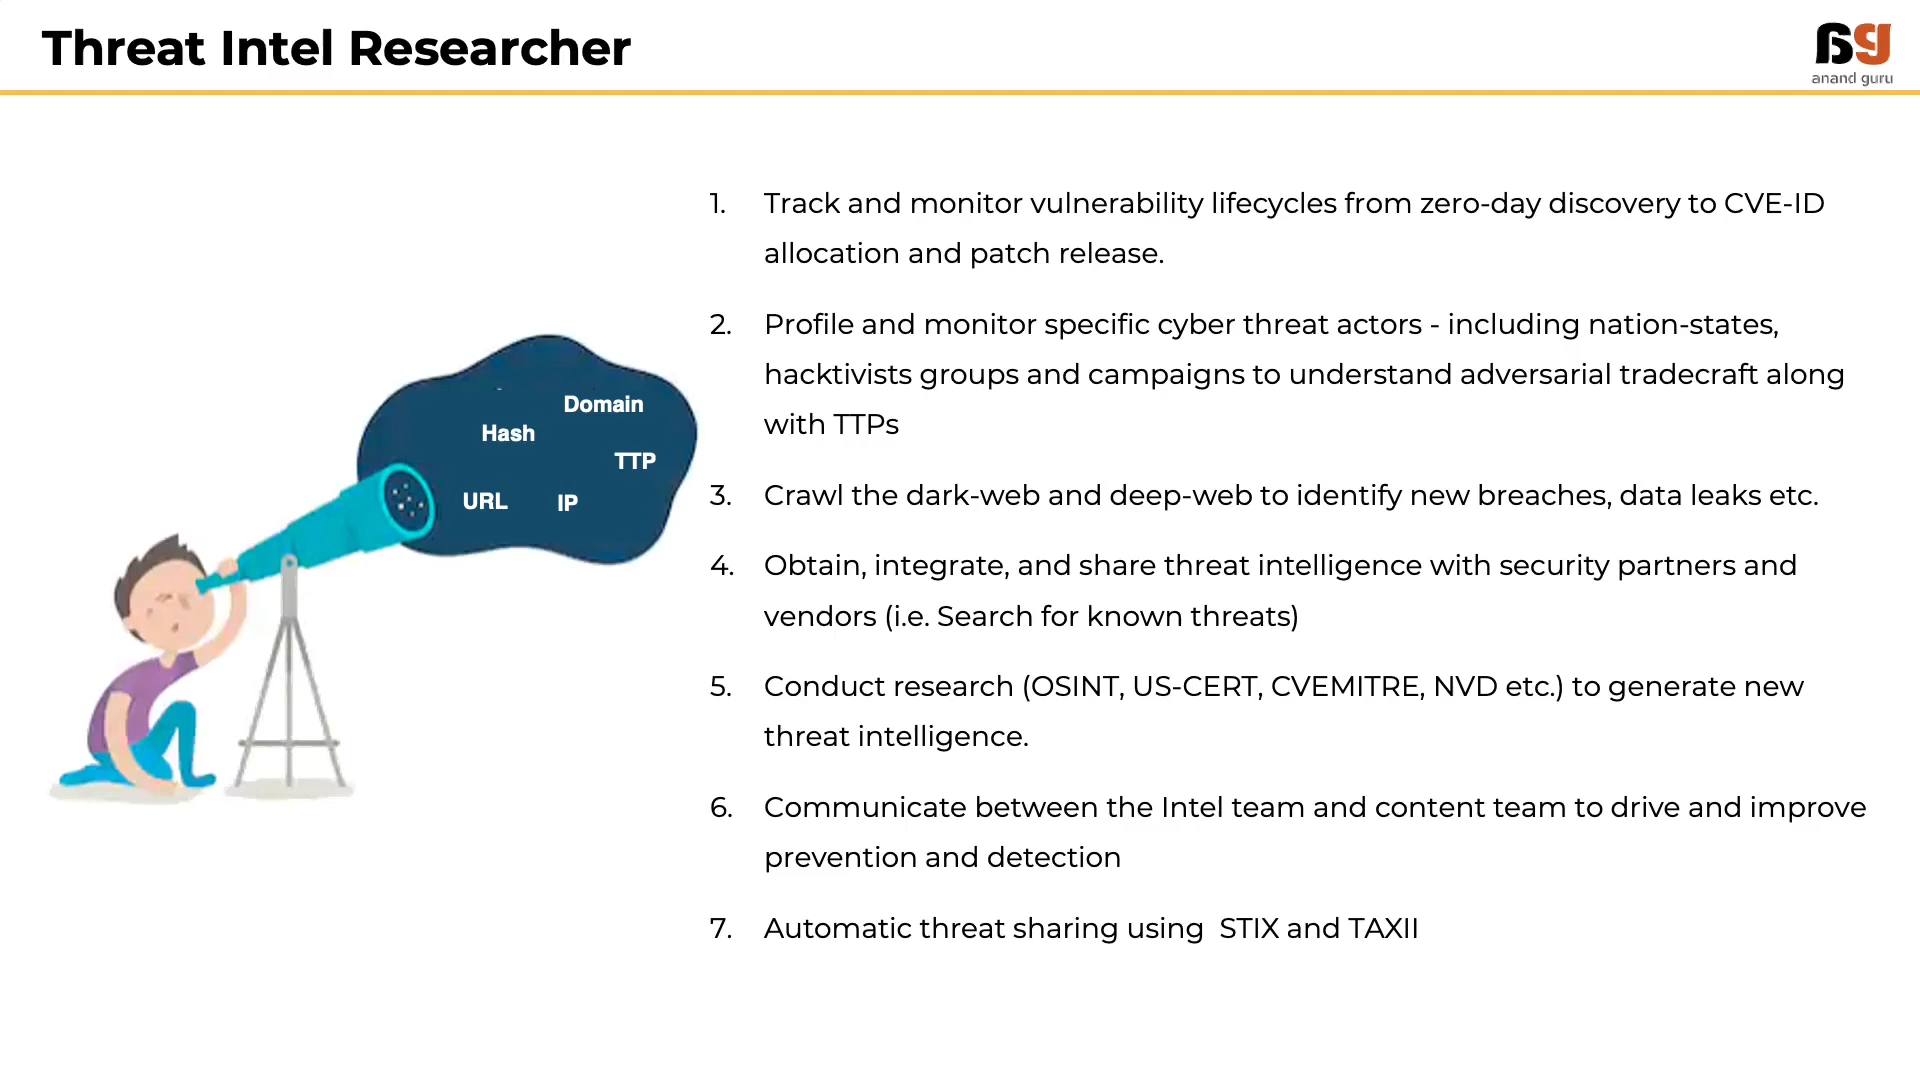 Threat Intel Researcher
anand guru
1. Track and monitor vulnerability lifecycles from zero-day discovery to CVE-ID
allocation and patch release.
2. Profile and monitor specific cyber threat actors - including nation-states,
hacktivists groups and campaigns to understand adversarial tradecraft along
with TTPs
3. Crawl the dark-web and deep-web to identify new breaches, data leaks etc.
4. Obtain, integrate, and share threat intelligence with security partners and
vendors (i.e. Search for known threats)
5. Conduct research (OSINT, US-CERT, CVEMITRE, NVD etc.) to generate new
threat intelligence.
6. Communicate between the Intel team and content team to drive and improve
prevention and detection
7. Automatic threat sharing using  STIX and TAXII
Domain
Hash
TTP
URL
IP